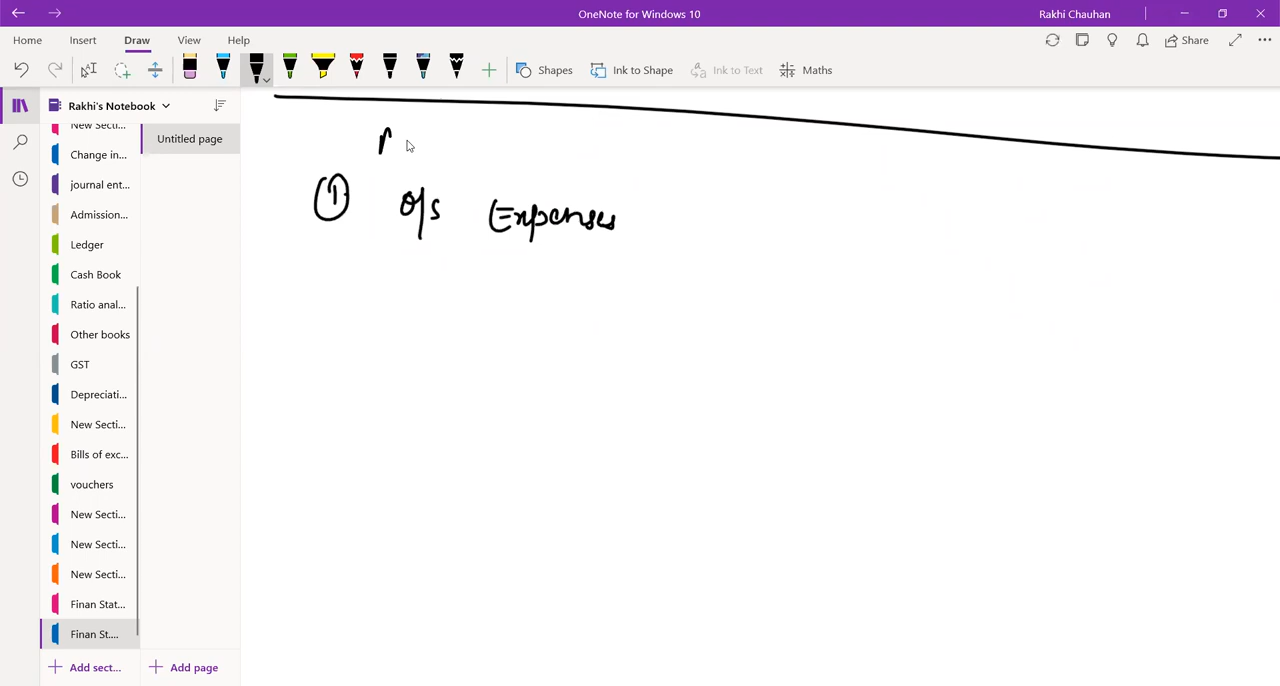 OneNote for Windows 10
Rakhi Chauhan
Home Insert Draw View Help
Share
Shapes Ink to Shape Ink to Text Maths
Rakhi's Notebook
Untitled page
New Secti...
Change in...
journal ent...
Admission...
Ledger
Cash Book
Ratio anal...
Other books
GST
Depreciati...
New Secti...
Bills of exc...
vouchers
New Secti...
New Secti...
New Secti...
Finan Stat...
Finan St....
Add sect...
Add page
① o/s Expenses